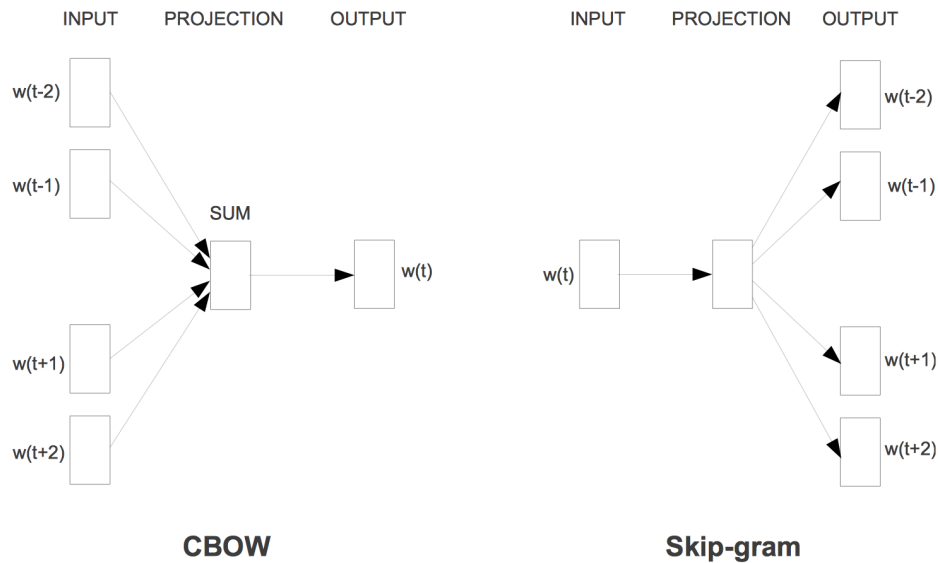 INPUT PROJECTION OUTPUT
w(t-2)
w(t-1)
SUM
w(t)
w(t+1)
w(t+2)
CBOW
INPUT PROJECTION OUTPUT
w(t-2)
w(t-1)
w(t)
w(t+1)
w(t+2)
Skip-gram